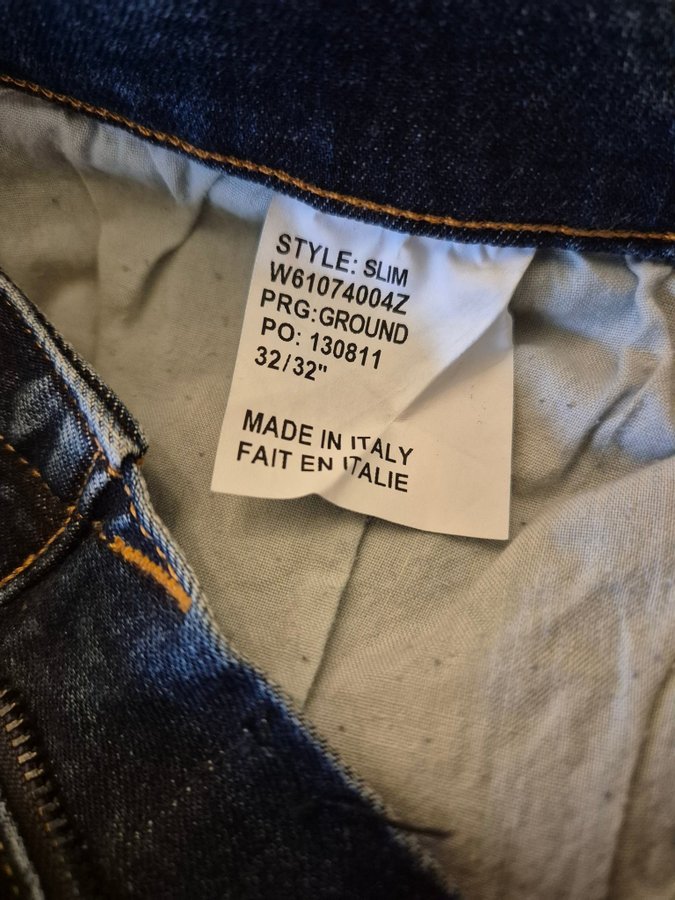 STYLE: SLIM
W61074004Z
PRG:GROUND
PO: 130811
32/32"
MADE IN ITALY
FAIT EN ITALIE